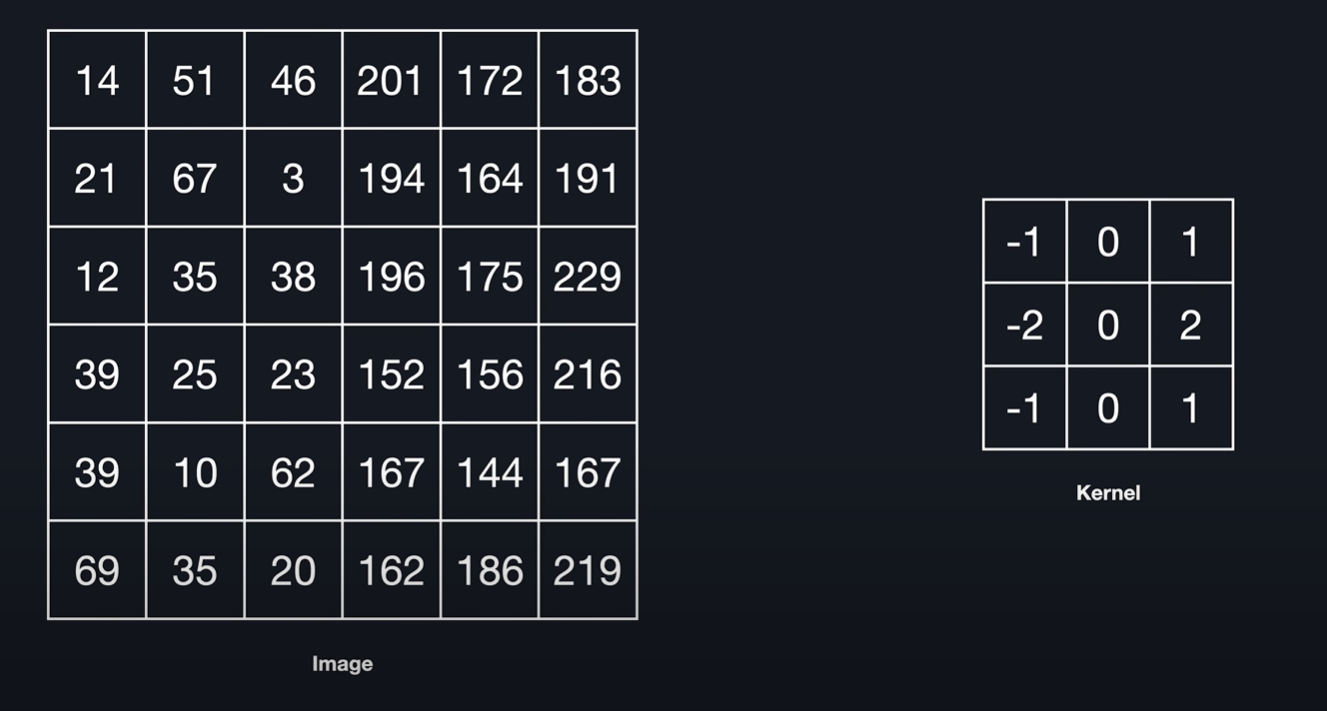 14 51 46 201 172 183
21 67 3 194 164 191
12 35 38 196 175 229
39 25 23 152 156 216
39 10 62 167 144 167
69 35 20 162 186 219
Image
-1 0 1
-2 0 2
-1 0 1
Kernel